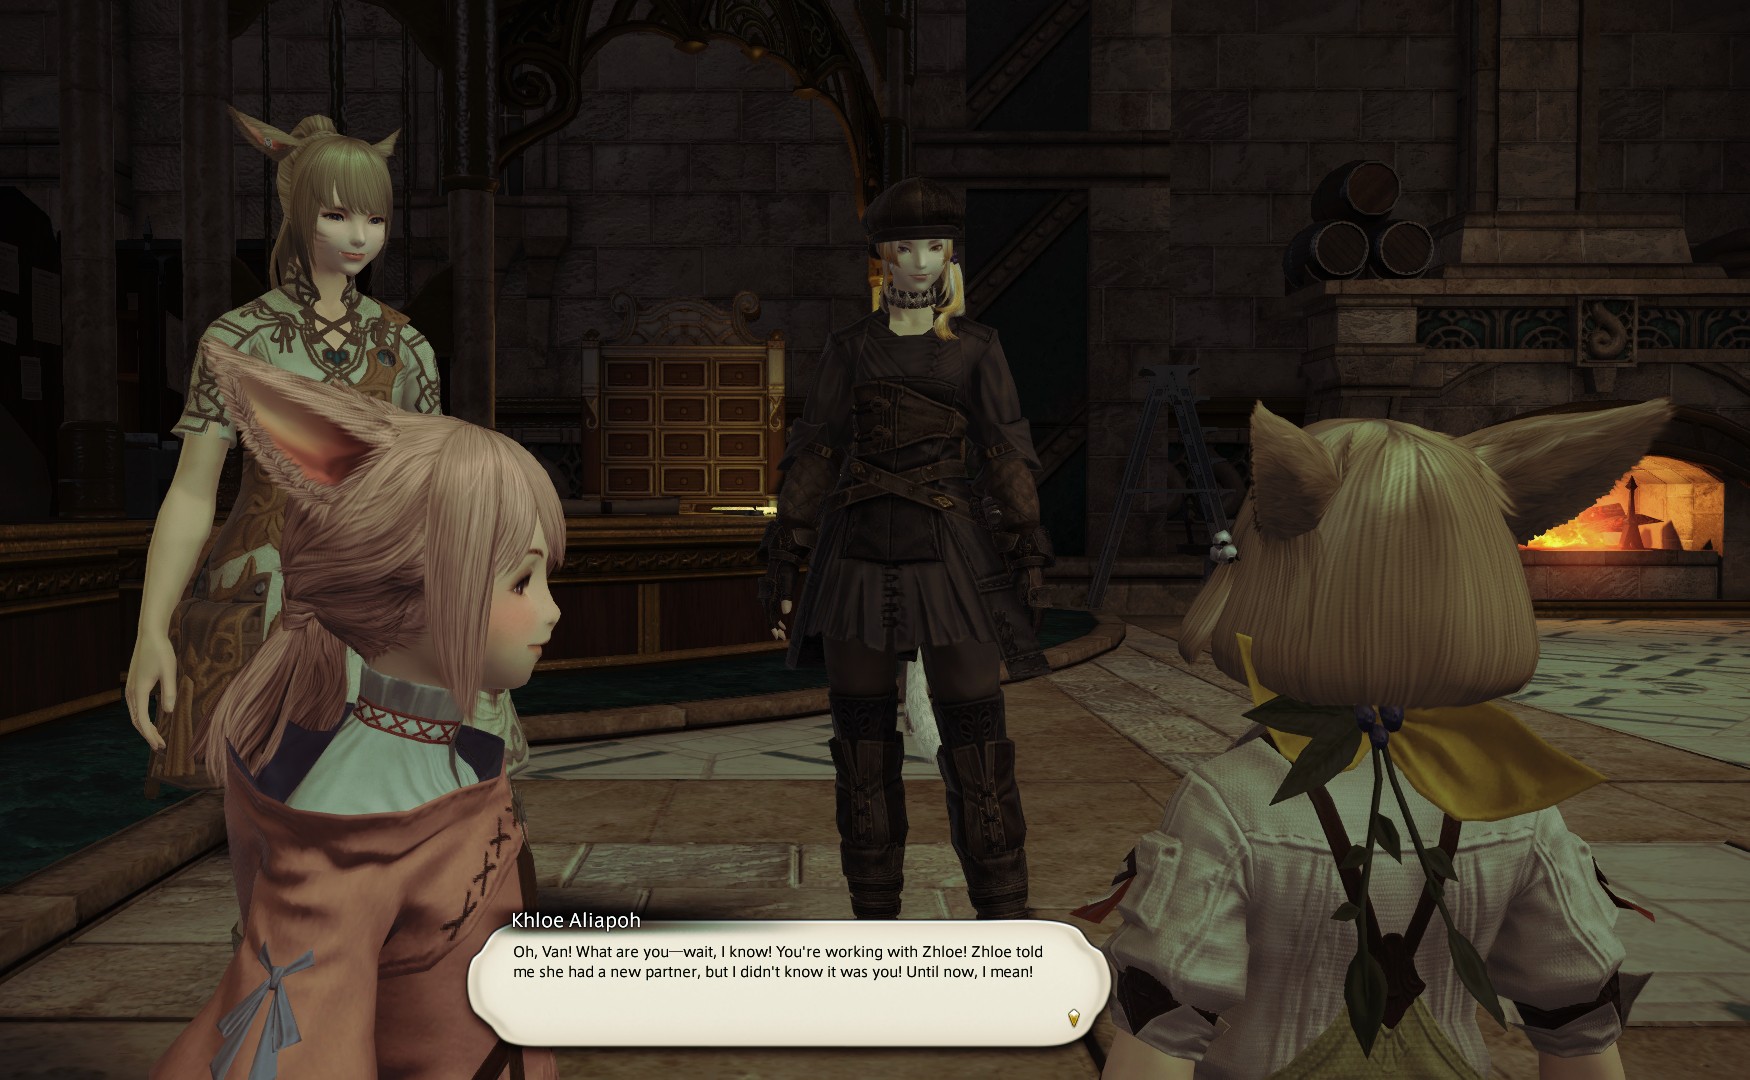 Khloe Aliapoh
Oh, Van! What are you—wait, I know! You're working with Zhloe! Zhloe told
me she had a new partner, but I didn't know it was you! Until now, I mean!